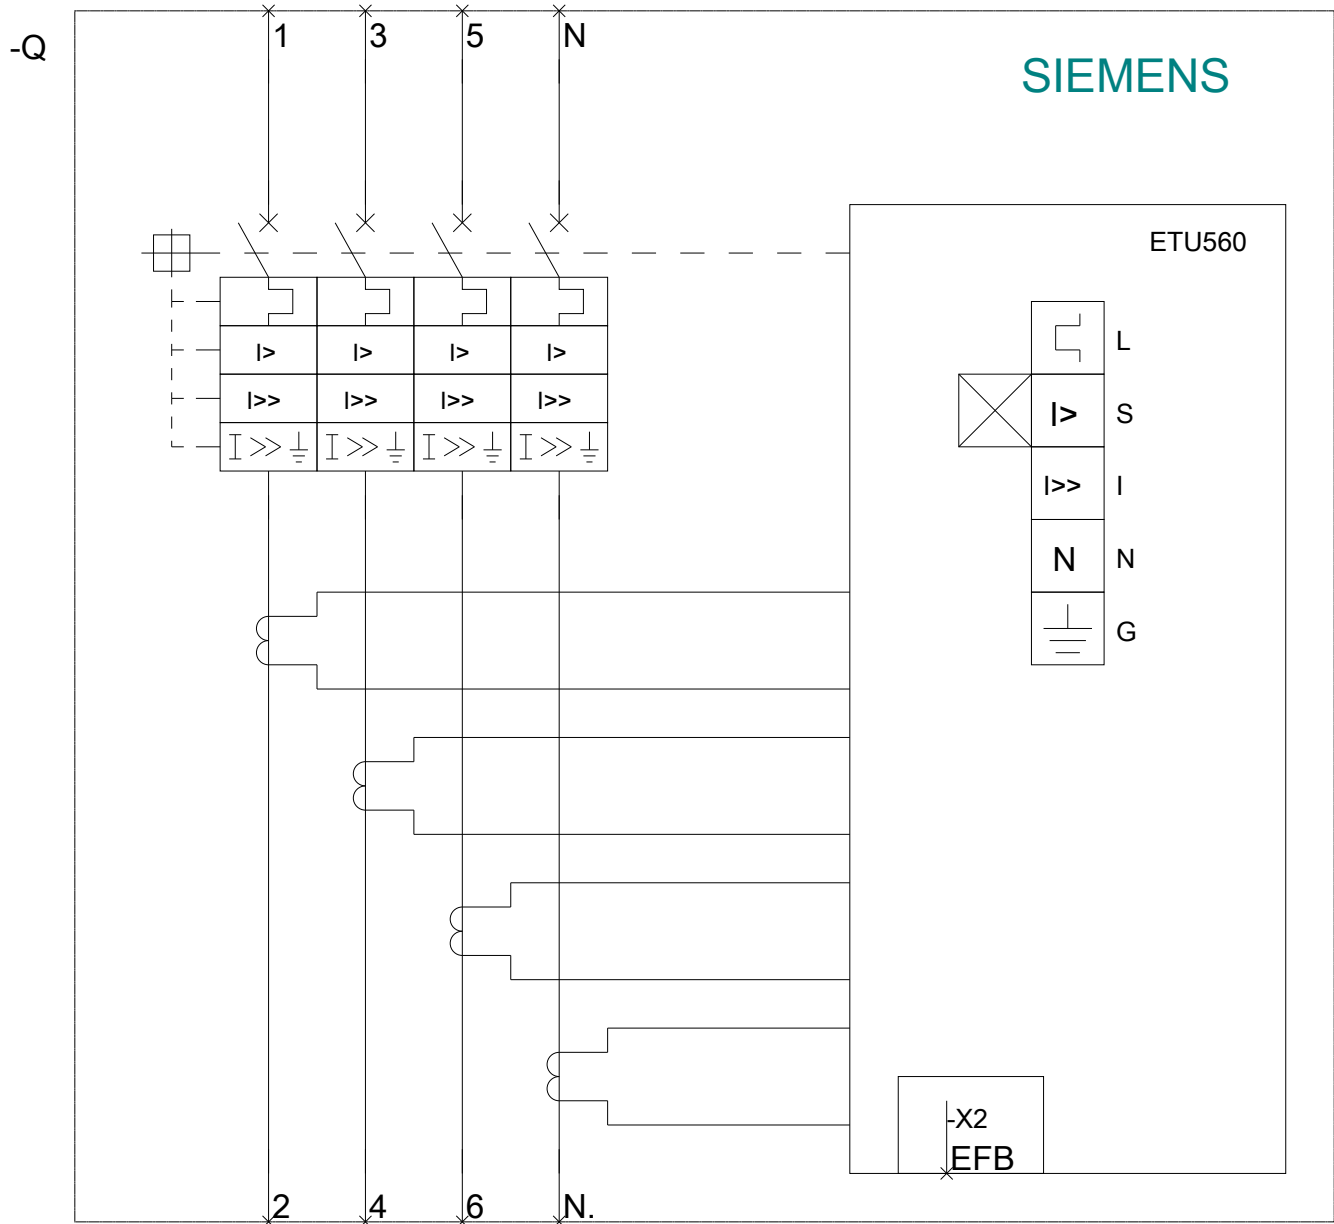 1 3 5 N
-Q
SIEMENS
ETU560
L
I> I> I> I>
I>> I>> I>> I>>
I>> I>> I>> I>>
I> S
I>> I
N N
G
-X2
EFB
2 4 6 N.